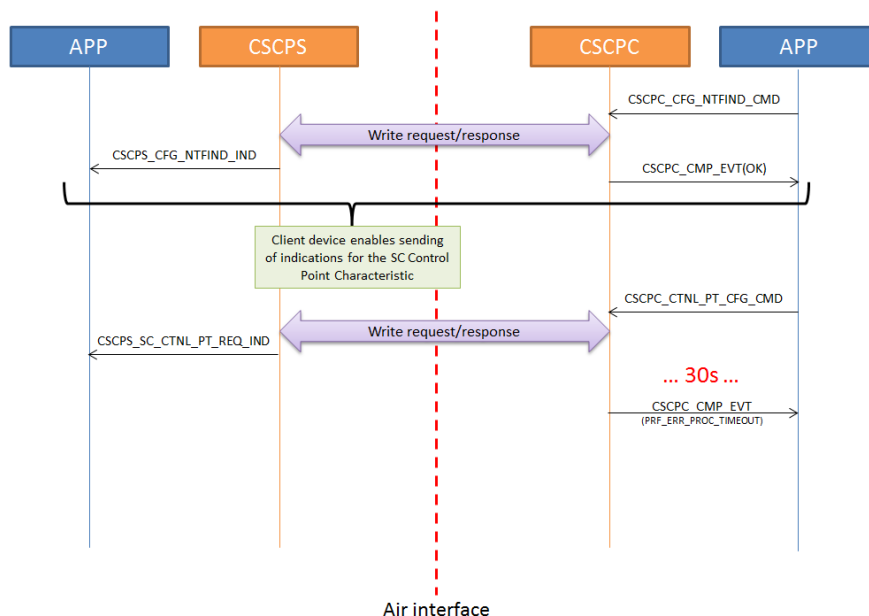 APP
CSCPS
CSCPC
APP
CSCPC_CFG_NTFIND_CMD
Write request/response
CSCPS_CFG_NTFIND_IND
CSCPC_CMP_EVT(OK)
Client device enables sending
of indications for the SC Control
Point Characteristic
CSCPC_CTNL_PT_CFG_CMD
Write request/response
CSCPS_SC_CTNL_PT_REQ_IND
... 30s ...
CSCPC_CMP_EVT
(PRF_ERR_PROC_TIMEOUT)
Air interface